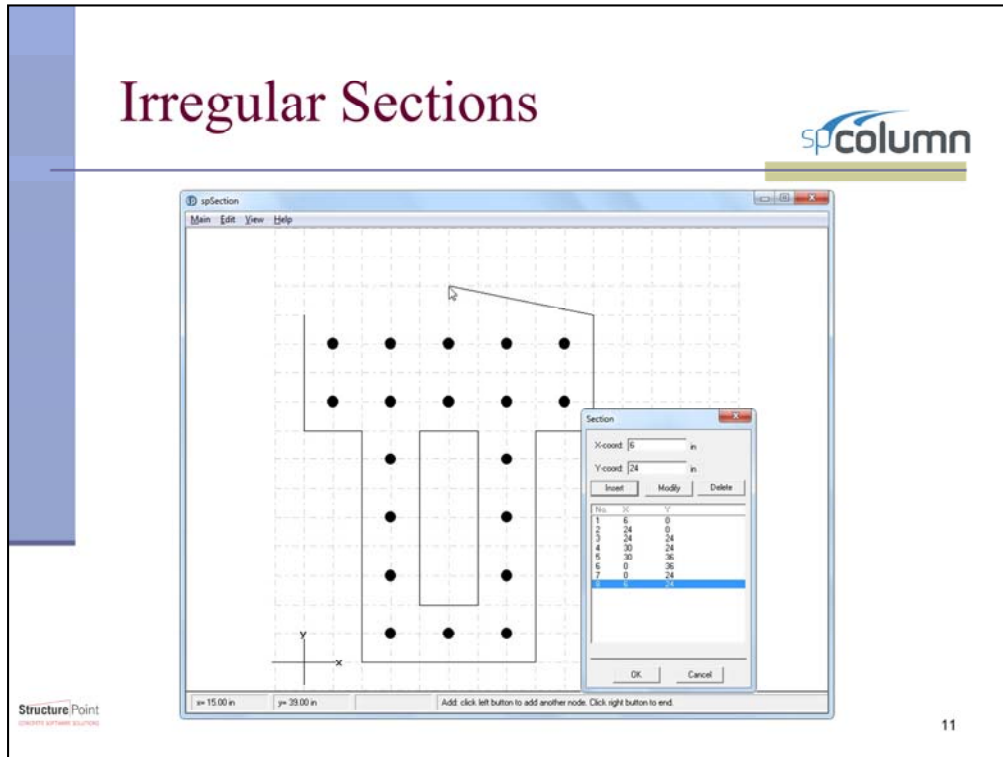 Irregular Sections
spcolumn
spSection
Main Edit View Help
Section
X-coord: 6 in
Y-coord: 24 in
Insert Modify Delete
No. X Y
1 6 0
2 24 0
3 24 24
4 30 24
5 30 36
6 0 36
7 0 24
8 6 24
OK Cancel
y
x
x= 15.00 in y= 39.00 in Add: click left button to add another node. Click right button to end.
StructurePoint
CONCRETE SOFTWARE SOLUTIONS
11